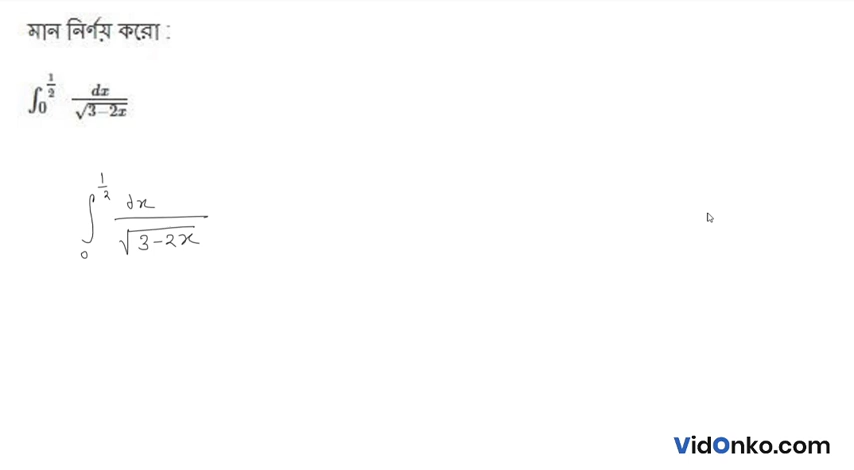 মান নির্ণয় করো :
∫₀^{1/2} dx/√(3-2x)
∫₀^{1/2} dx/√(3-2x)
VidOnko.com